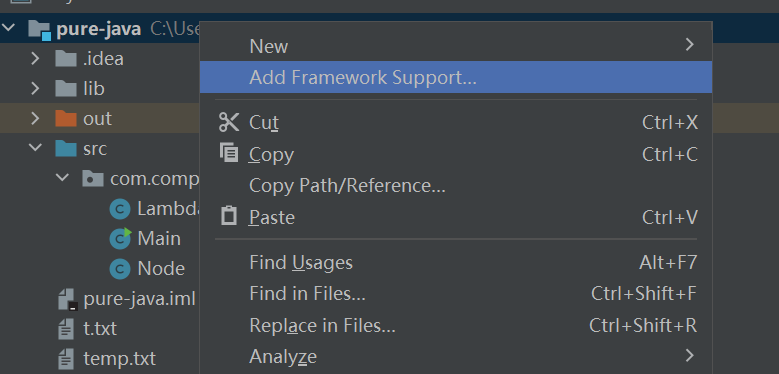 pure-java C:\Use
.idea
lib
out
src
com.comp
Lambda
Main
Node
pure-java.iml
t.txt
temp.txt
New
Add Framework Support...
Cut Ctrl+X
Copy Ctrl+C
Copy Path/Reference...
Paste Ctrl+V
Find Usages Alt+F7
Find in Files... Ctrl+Shift+F
Replace in Files... Ctrl+Shift+R
Analyze